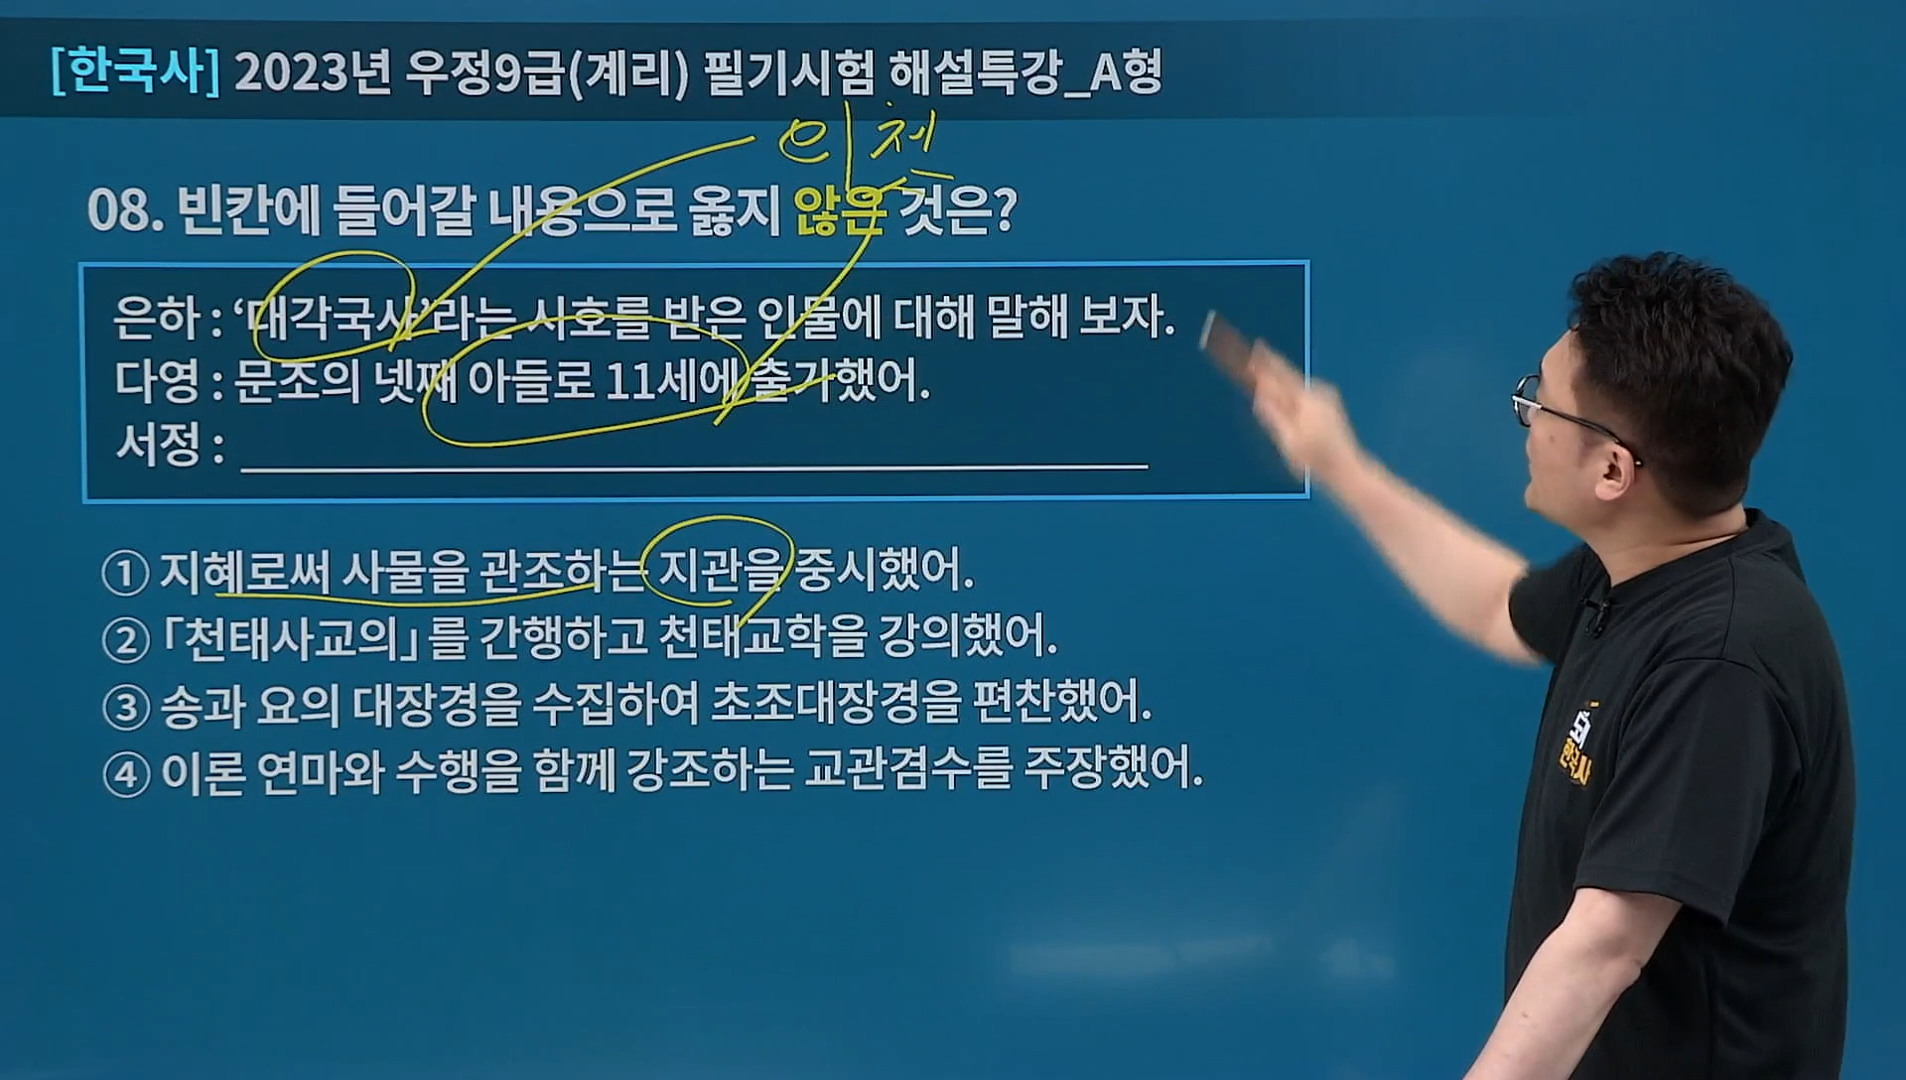 [한국사] 2023년 우정9급(계리) 필기시험 해설특강_A형
의천
08. 빈칸에 들어갈 내용으로 옳지 않은 것은?
은하 : ‘대각국사’라는 시호를 받은 인물에 대해 말해 보자.
다영 : 문조의 넷째 아들로 11세에 출가했어.
서정 :
① 지혜로써 사물을 관조하는 지관을 중시했어.
② 「천태사교의」를 간행하고 천태교학을 강의했어.
③ 송과 요의 대장경을 수집하여 초조대장경을 편찬했어.
④ 이론 연마와 수행을 함께 강조하는 교관겸수를 주장했어.
한국사